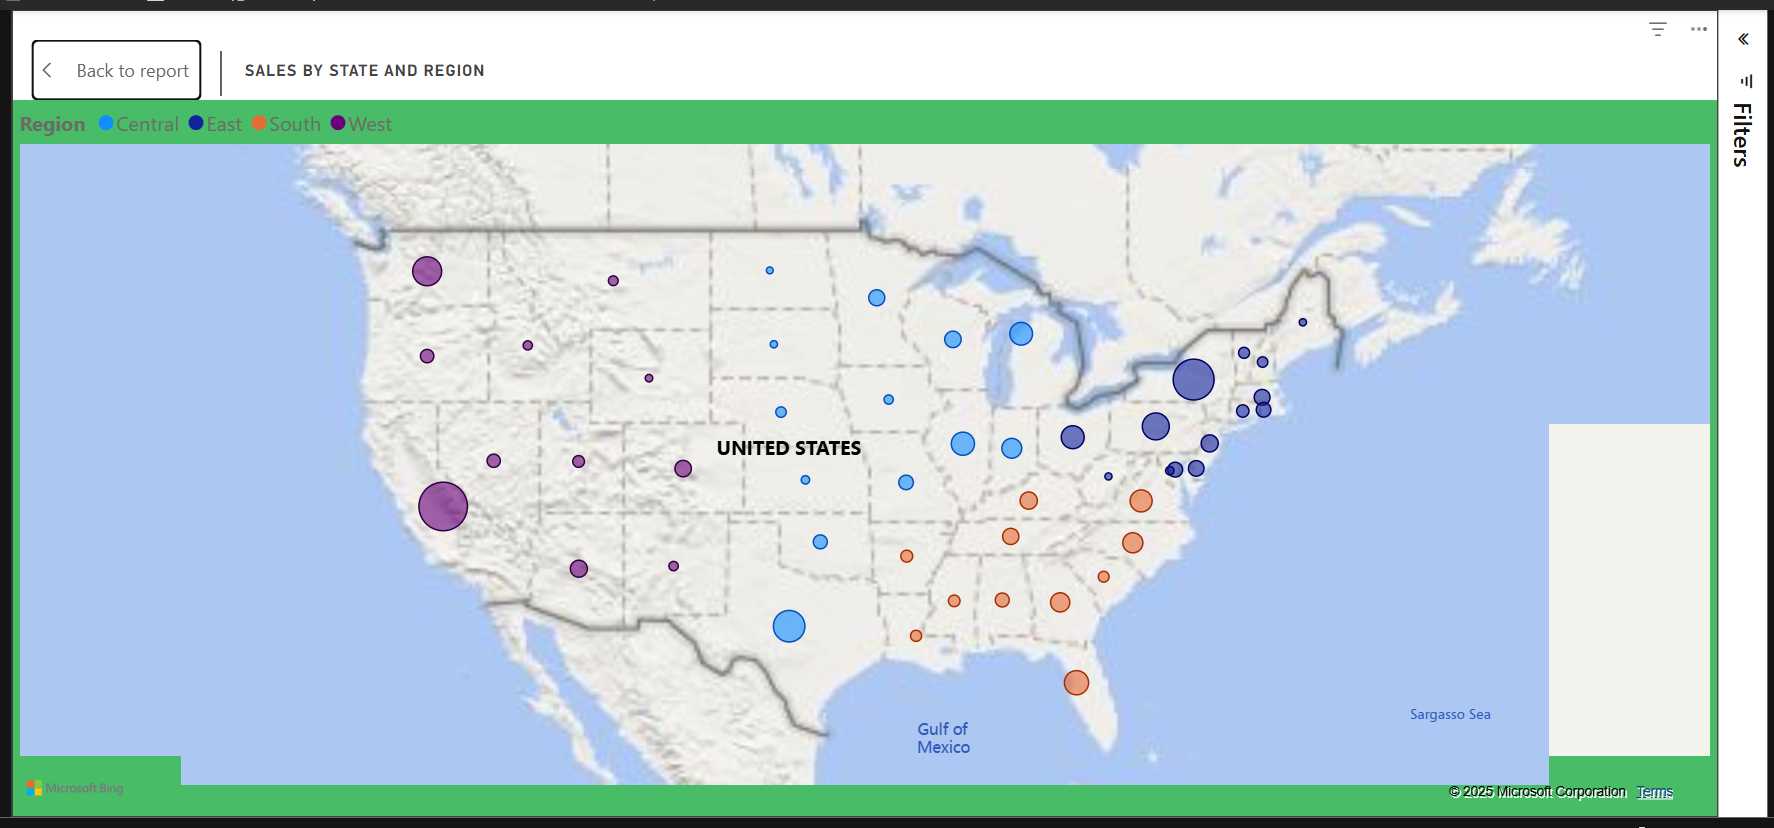 Back to report
SALES BY STATE AND REGION
Filters
Region Central East South West
UNITED STATES
Gulf of
Mexico
Sargasso Sea
Microsoft Bing
© 2025 Microsoft Corporation Terms